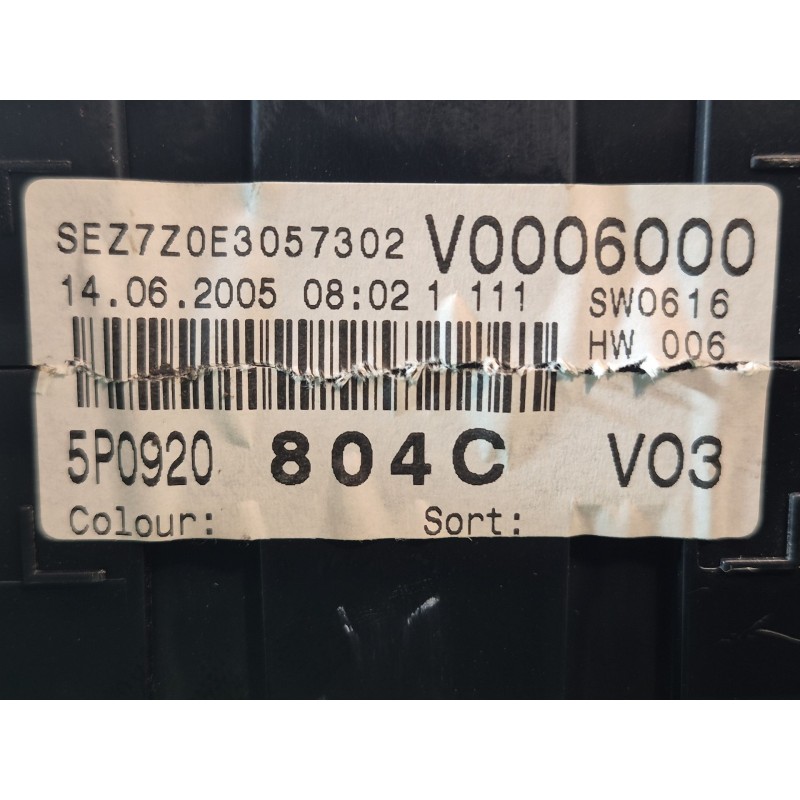 SEZ7Z0E3057302 V0006000
14.06.2005 08:02 1 111 SW0616
HW 006
5P0920 804C V03
Colour: Sort: